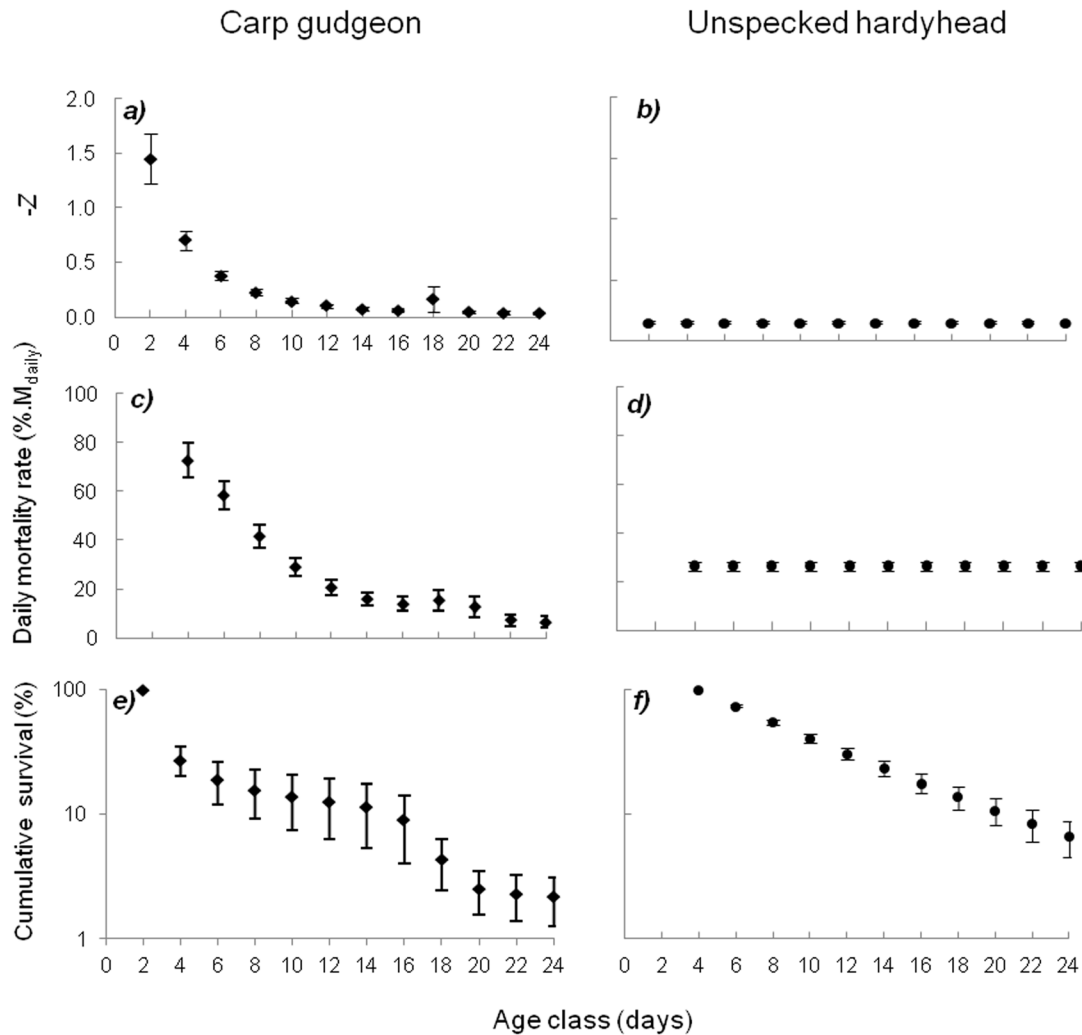 Carp gudgeon
Unspecked hardyhead
a)
b)
-Z
2.0
1.5
1.0
0.5
0.0
0 2 4 6 8 10 12 14 16 18 20 22 24
c)
d)
Daily mortality rate (%.M_daily)
100
80
60
40
20
0
e)
f)
Cumulative survival (%)
100
10
1
0 2 4 6 8 10 12 14 16 18 20 22 24
0 2 4 6 8 10 12 14 16 18 20 22 24
Age class (days)